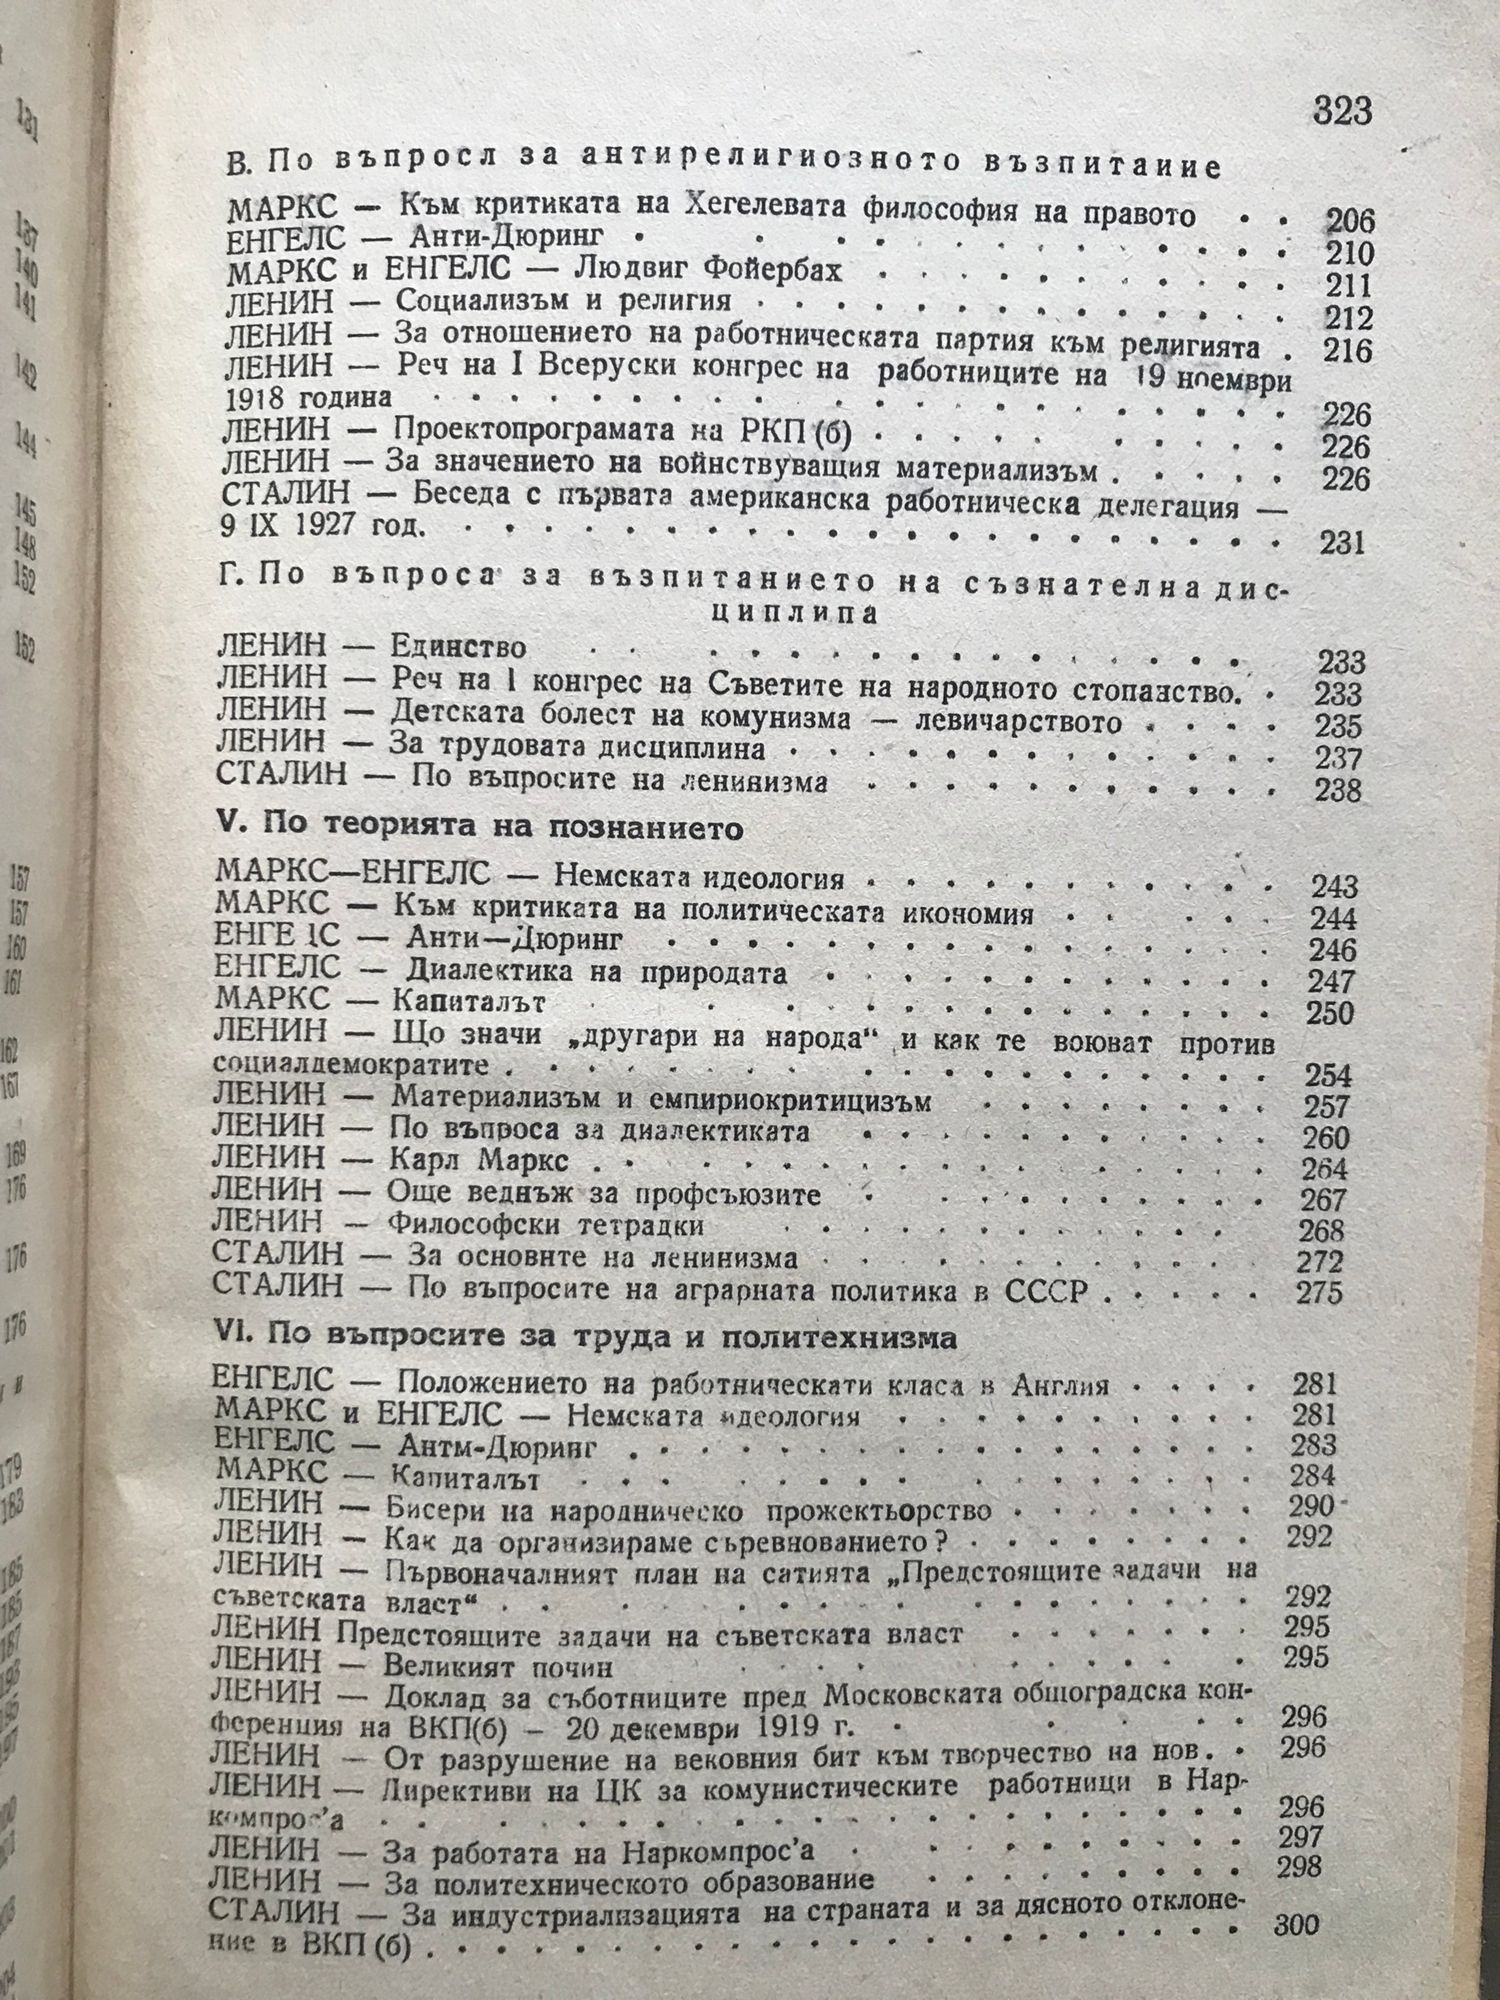 323
В. По въпросл за антирелигиозното възпитание
МАРКС — Към критиката на Хегелевата философия на правото . . 206
ЕНГЕЛС — Анти-Дюринг . . . . . . . . . . . . 210
МАРКС и ЕНГЕЛС — Людвиг Фойербах . . . . . . . . . . . 211
ЛЕНИН — Социализъм и религия . . . . . . . . . . . . . 212
ЛЕНИН — За отношението на работническата партия към религията . 216
ЛЕНИН — Реч на I Всеруски конгрес на работниците на 19 ноември
1918 година . . . . . . . . . . . . . . . . . . . . 226
ЛЕНИН — Проектопрограмата на РКП (б) . . . . . . . . . . 226
ЛЕНИН — За значението на войнствуващия материализъм . . . . . 226
СТАЛИН — Беседа с първата американска работническа делегация —
9 IX 1927 год. . . . . . . . . . . . . . . . . . . . . 231
Г. По въпроса за възпитанието на съзнателна дис-
циплипа
ЛЕНИН — Единство . . . . . . . . . . . . . . . . 233
ЛЕНИН — Реч на I конгрес на Съветите на народното стопанство. . 233
ЛЕНИН — Детската болест на комунизма — левичарството . . . . 235
ЛЕНИН — За трудовата дисциплина . . . . . . . . . . . . . 237
СТАЛИН — По въпросите на ленинизма . . . . . . . . . . . 238
V. По теорията на познанието
МАРКС—ЕНГЕЛС — Немската идеология . . . . . . . . . . . 243
МАРКС — Към критиката на политическата икономия . . . . . 244
ЕНГЕ1С — Анти—Дюринг . . . . . . . . . . . . . . . . 246
ЕНГЕЛС — Диалектика на природата . . . . . . . . . . . . 247
МАРКС — Капиталът . . . . . . . . . . . . . . . 250
ЛЕНИН — Що значи „другари на народа“ и как те воюват против
социалдемократите . . . . . . . . . . . . . . . . . . 254
ЛЕНИН — Материализъм и емпириокритицизъм . . . . . . . . 257
ЛЕНИН — По въпроса за диалектиката . . . . . . . . . . . 260
ЛЕНИН — Карл Маркс . . . . . . . . . . . . . . . . 264
ЛЕНИН — Още веднъж за профсъюзите . . . . . . . . . . 267
ЛЕНИН — Философски тетрадки . . . . . . . . . . . . 268
СТАЛИН — За основнте на ленинизма . . . . . . . . . . . 272
СТАЛИН — По въпросите на аграрната политика в СССР . . . . . 275
VI. По въпросите за труда и политехнизма
ЕНГЕЛС — Положението на работническати класа в Англия . . . . 281
МАРКС и ЕНГЕЛС — Немската идеология . . . . . . . . . . 281
ЕНГЕЛС — Антм-Дюринг . . . . . . . . . . . . . . . . . 283
МАРКС — Капиталът . . . . . . . . . . . . . . . 284
ЛЕНИН — Бисери на народническо прожектьорство . . . . . . . 290
ЛЕНИН — Как да организираме съревнованието? . . . . . . . . 292
ЛЕНИН — Първоначалният план на сатията „Предстоящите задачи на
съветската власт“ . . . . . . . . . . . . . . . . . 292
ЛЕНИН Предстоящите задачи на съветската власт . . . . . . . 295
ЛЕНИН — Великият почин . . . . . . . . . . 295
ЛЕНИН — Доклад за съботниците пред Московската общоградска кон-
ференция на ВКП(б) — 20 декември 1919 г. . . . . . 296
ЛЕНИН — От разрушение на вековния бит към творчество на нов. . 296
ЛЕНИН — Директиви на ЦК за комунистическите работници в Нар-
компрос’а . . . . . . . . . . . . . . . . . . . 296
ЛЕНИН — За работата на Наркомпрос’а . . . . . . . . . 297
ЛЕНИН — За политехническото образование . . . . . . . . 298
СТАЛИН — За индустриализацията на страната и за дясното отклоне-
ние в ВКП (б) . . . . . . . . . . . . . . . . . . . . 300